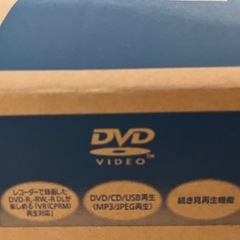 DVD
VIDEO™
レコーダーで録画した
DVD-R,-RW,-R DLが
楽しめる「VR(CPRM)
再生対応」
DVD/CD/USB再生
(MP3/JPEG再生)
続き見再生機能